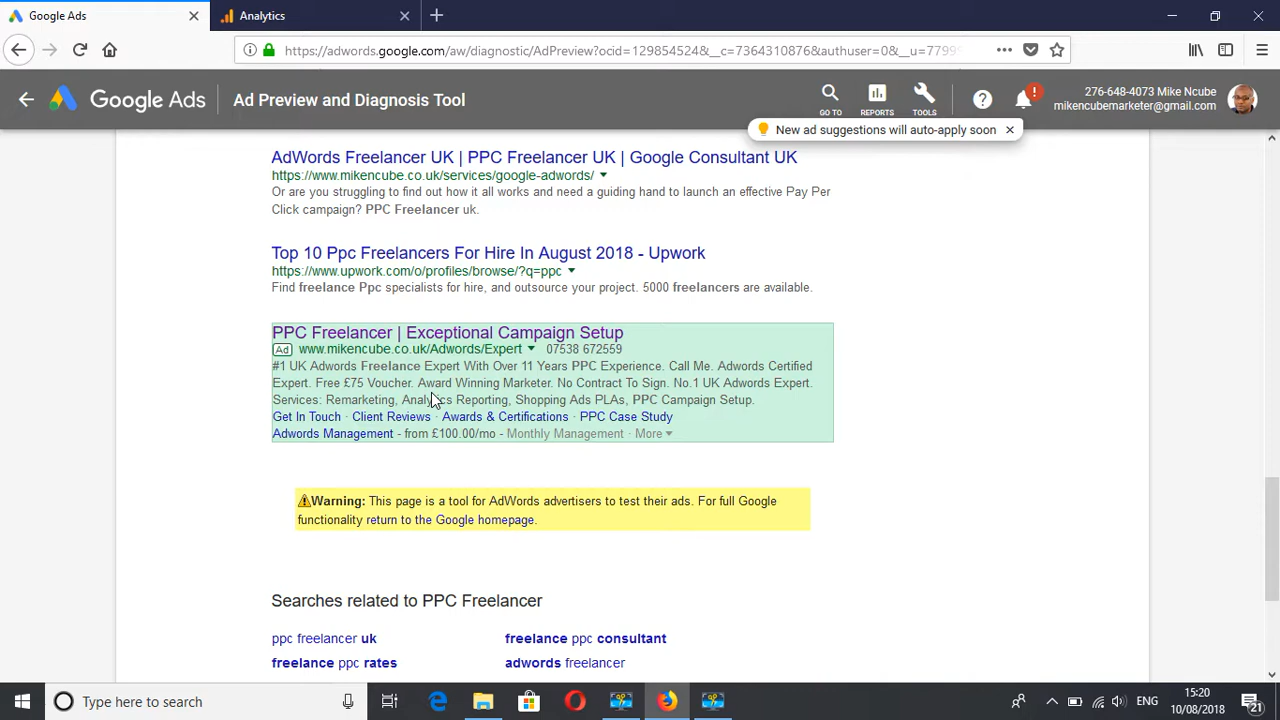 Google Ads
Analytics
https://adwords.google.com/aw/diagnostic/AdPreview?ocid=129854524&__c=7364310876&authuser=0&__u=7799
Google Ads
Ad Preview and Diagnosis Tool
GO TO
REPORTS
TOOLS
276-648-4073 Mike Ncube
mikencubemarketer@gmail.com
New ad suggestions will auto-apply soon
AdWords Freelancer UK | PPC Freelancer UK | Google Consultant UK
https://www.mikencube.co.uk/services/google-adwords/
Or are you struggling to find out how it all works and need a guiding hand to launch an effective Pay Per
Click campaign? PPC Freelancer uk.
Top 10 Ppc Freelancers For Hire In August 2018 - Upwork
https://www.upwork.com/o/profiles/browse/?q=ppc
Find freelance Ppc specialists for hire, and outsource your project. 5000 freelancers are available.
PPC Freelancer | Exceptional Campaign Setup
Ad www.mikencube.co.uk/Adwords/Expert 07538 672559
#1 UK Adwords Freelance Expert With Over 11 Years PPC Experience. Call Me. Adwords Certified
Expert. Free £75 Voucher. Award Winning Marketer. No Contract To Sign. No.1 UK Adwords Expert.
Services: Remarketing, Analytics Reporting, Shopping Ads PLAs, PPC Campaign Setup.
Get In Touch · Client Reviews · Awards & Certifications · PPC Case Study
Adwords Management - from £100.00/mo - Monthly Management · More
Warning: This page is a tool for AdWords advertisers to test their ads. For full Google
functionality return to the Google homepage.
Searches related to PPC Freelancer
ppc freelancer uk
freelance ppc consultant
freelance ppc rates
adwords freelancer
Type here to search
ENG
15:20
10/08/2018
21